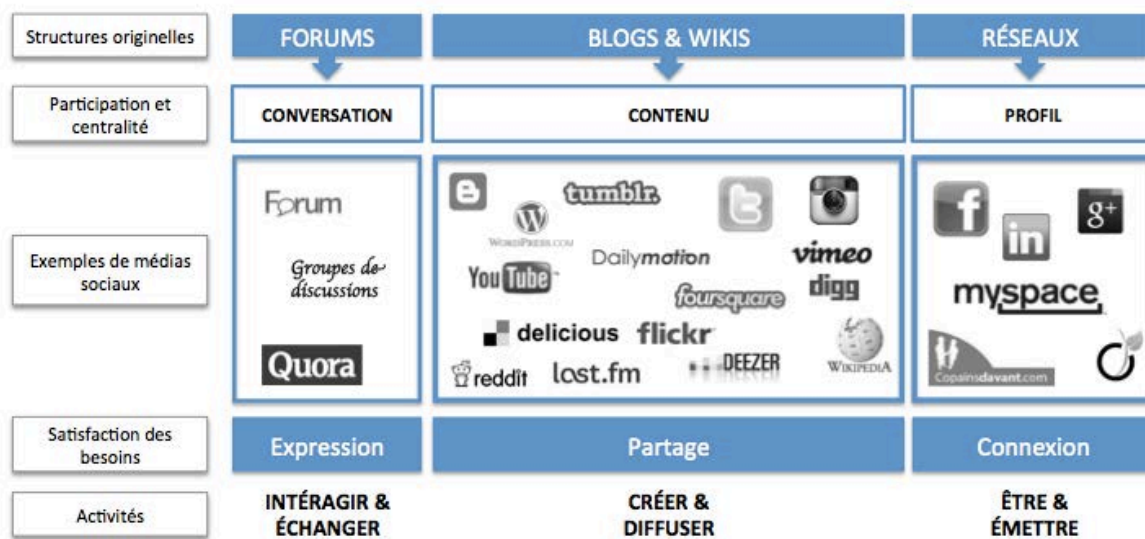 Structures originelles
FORUMS
BLOGS & WIKIS
RÉSEAUX
Participation et
centralité
CONVERSATION
CONTENU
PROFIL
Exemples de médias
sociaux
Forum
Groupes de
discussions
Quora
tumblr.
WORDPRESS.COM
YouTube
Dailymotion
vimeo
foursquare
digg
delicious
flickr
reddit
last.fm
DEEZER
WIKIPEDIA
f
in
g+
myspace
Copainsdavant.com
Satisfaction des
besoins
Expression
Partage
Connexion
Activités
INTÉRAGIR &
ÉCHANGER
CRÉER &
DIFFUSER
ÊTRE &
ÉMETTRE